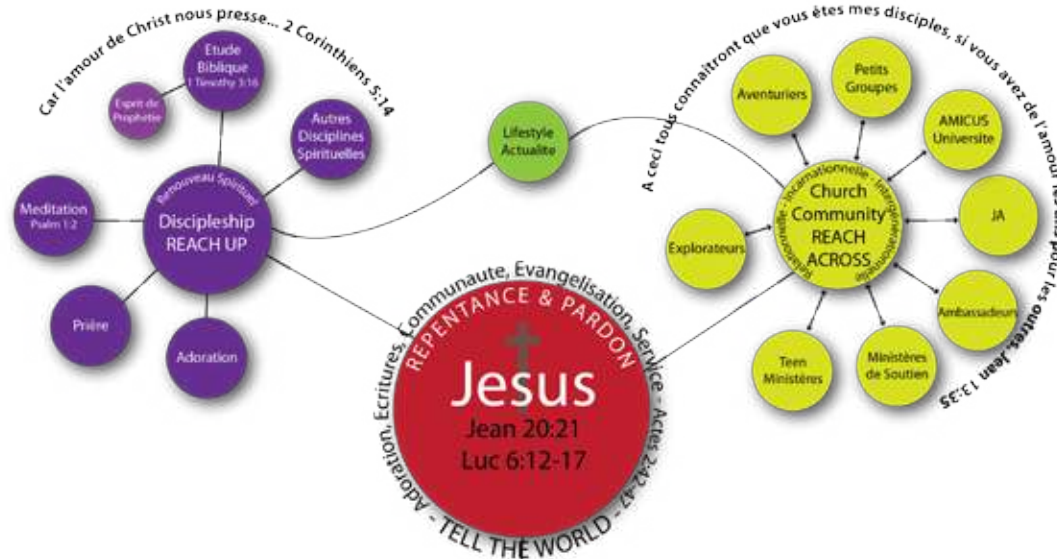 Car l'amour de Christ nous presse... 2 Corinthiens 5:14
Etude
Biblique
1 Timothy 3:16
Esprit de
Prophétie
Autres
Disciplines
Spirituelles
Renouveau Spirituel
Discipleship
REACH UP
Meditation
Psalm 1:2
Prière
Adoration
Lifestyle
Actualite
A ceci tous connaîtront que vous êtes mes disciples, si vous avez de l'amour les uns pour les outres, Jean 13:35
Aventuriers
Petits
Groupes
AMICUS
Universite
JA
Ambassadeurs
Ministères
de Soutien
Teen
Ministères
Explorateurs
Relationnelle - Incarnationnelle - Intergénérationnelle
Church
Community
REACH
ACROSS
Adoration, Ecritures, Communaute, Evangelisation, Service - Actes 2:42-47 - TELL THE WORLD -
REPENTANCE & PARDON
Jesus
Jean 20:21
Luc 6:12-17